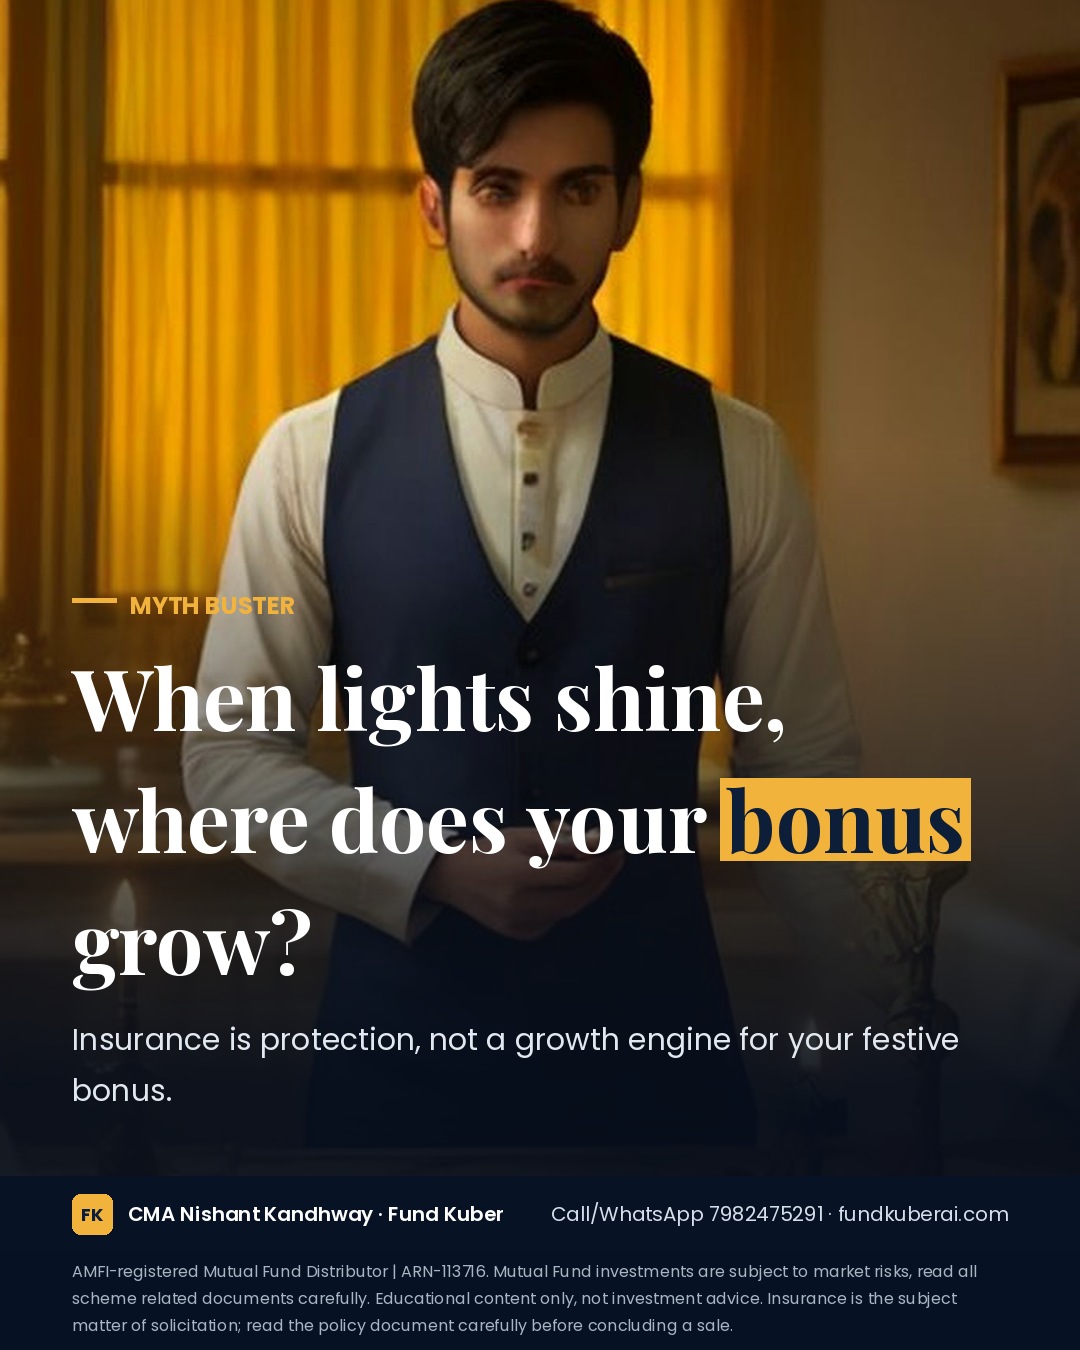 MYTH BUSTER
When lights shine,
where does your bonus
grow?
Insurance is protection, not a growth engine for your festive
bonus.
FK CMA Nishant Kandhway · Fund Kuber Call/WhatsApp 7982475291 · fundkuberai.com
AMFI-registered Mutual Fund Distributor | ARN-113716. Mutual Fund investments are subject to market risks, read all
scheme related documents carefully. Educational content only, not investment advice. Insurance is the subject
matter of solicitation; read the policy document carefully before concluding a sale.